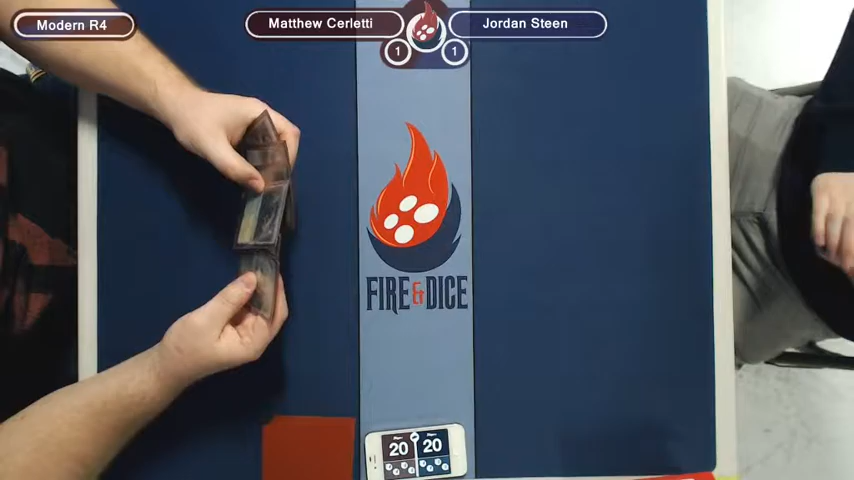 Modern R4
Matthew Cerletti
Jordan Steen
1
1
FIRE & DICE
20
20